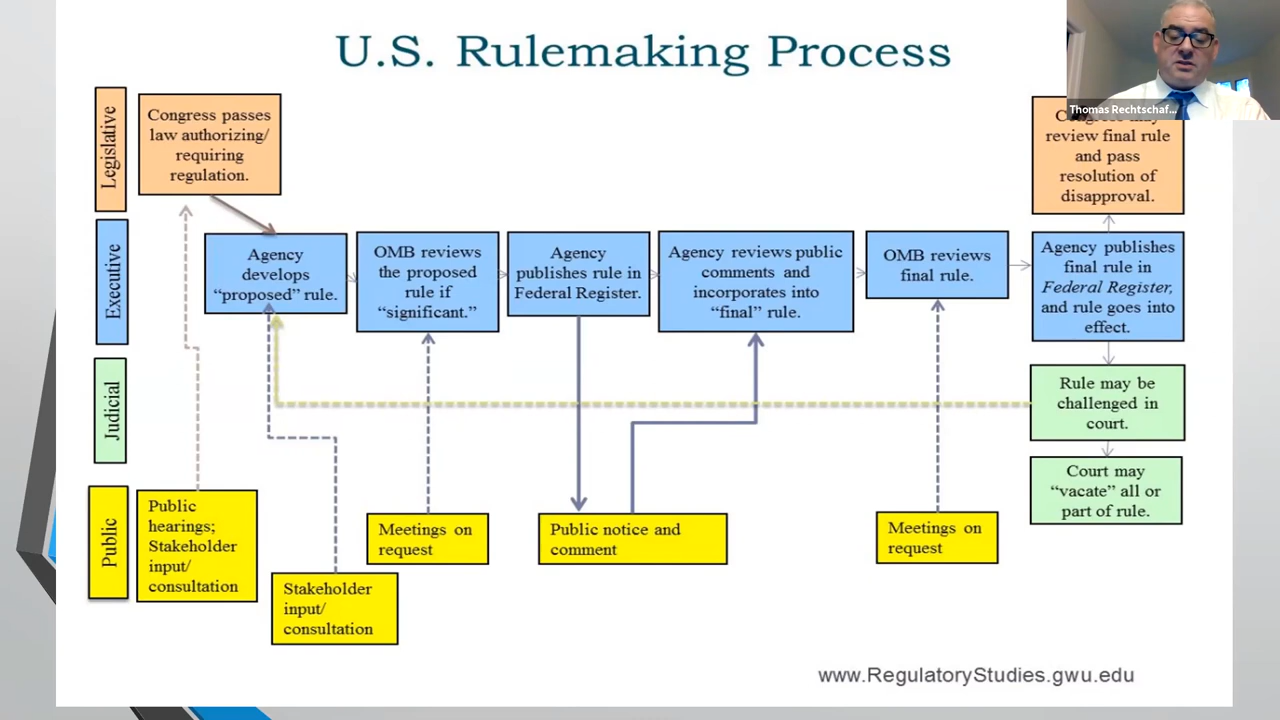 U.S. Rulemaking Process
Thomas Rechtschaf...
Legislative
Congress passes
law authorizing/
requiring
regulation.
review final rule
and pass
resolution of
disapproval.
Executive
Agency
develops
“proposed” rule.
OMB reviews
the proposed
rule if
“significant.”
Agency
publishes rule in
Federal Register.
Agency reviews public
comments and
incorporates into
“final” rule.
OMB reviews
final rule.
Agency publishes
final rule in
Federal Register,
and rule goes into
effect.
Judicial
Rule may be
challenged in
court.
Court may
“vacate” all or
part of rule.
Public
Public
hearings;
Stakeholder
input/
consultation
Stakeholder
input/
consultation
Meetings on
request
Public notice and
comment
Meetings on
request
www.RegulatoryStudies.gwu.edu